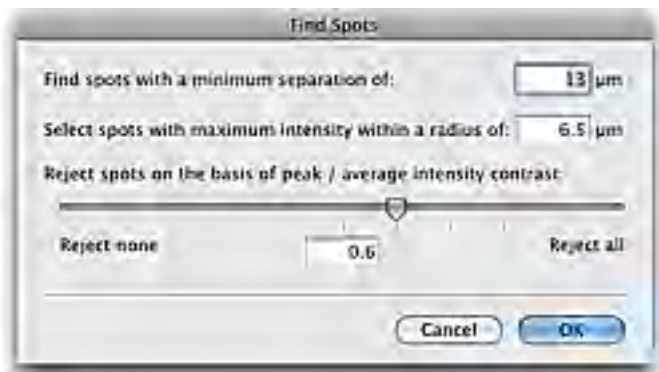 Find Spots
Find spots with a minimum separation of: 13 µm
Select spots with maximum intensity within a radius of: 6.5 µm
Reject spots on the basis of peak / average intensity contrast
Reject none 0.6 Reject all
Cancel OK